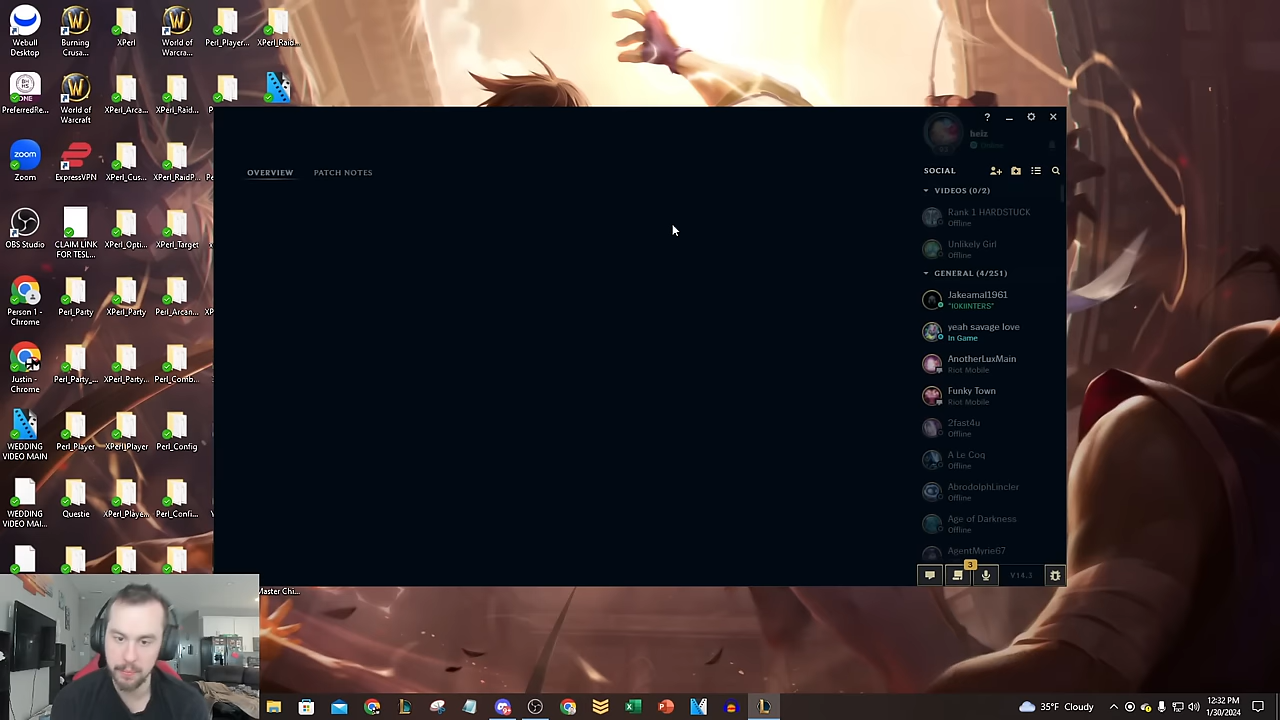 Webull
Desktop
Burning
Crusa...
XPerl
World of
Warcra...
Perl_Player...
XPerl_Raid...
PreferredRe...
World of
Warcraft
XPerl_Arca...
XPerl_RaidP...
Zoom
ExpressVPN
XPerl_Cus...
XPerl_Raid...
OBS Studio
CLAIM LINK
FOR TESL...
XPerl_Opti...
XPerl_Target
Person 1 -
Chrome
Perl_Party
XPerl_Party
Perl_Arcan...
Justin -
Chrome
Perl_Party_...
XPerl_Party...
Perl_Comb...
WEDDING
VIDEO MAIN
Perl_Player
XPerl_Player
Perl_Config
WEDDING
VIDEO MAI...
Questie
XPerl_Playe...
Perl_Confi...
Master Chi...
OVERVIEW
PATCH NOTES
?
heiz
Online
SOCIAL
VIDEOS (0/2)
Rank 1 HARDSTUCK
Offline
Unlikely Girl
Offline
GENERAL (4/251)
Jakeamal1961
yeah savage love
In Game
AnotherLuxMain
Riot Mobile
Funky Town
Riot Mobile
2fast4u
Offline
A Le Coq
Offline
AbrodolphLincler
Offline
Age of Darkness
Offline
AgentMyrie67
3
V14.3
35°F Cloudy
12:32 PM
1/30/2024